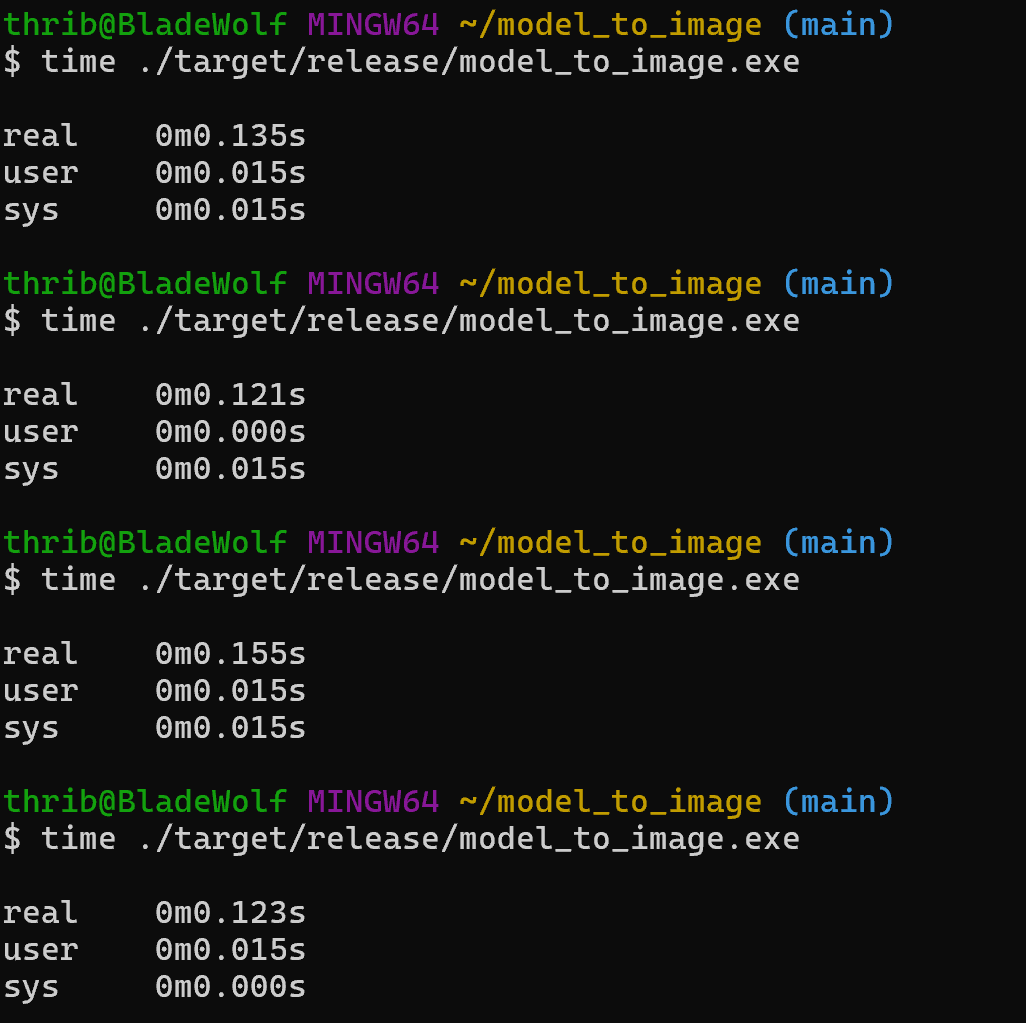 thrib@BladeWolf MINGW64 ~/model_to_image (main)
$ time ./target/release/model_to_image.exe
real 0m0.135s
user 0m0.015s
sys 0m0.015s
thrib@BladeWolf MINGW64 ~/model_to_image (main)
$ time ./target/release/model_to_image.exe
real 0m0.121s
user 0m0.000s
sys 0m0.015s
thrib@BladeWolf MINGW64 ~/model_to_image (main)
$ time ./target/release/model_to_image.exe
real 0m0.155s
user 0m0.015s
sys 0m0.015s
thrib@BladeWolf MINGW64 ~/model_to_image (main)
$ time ./target/release/model_to_image.exe
real 0m0.123s
user 0m0.015s
sys 0m0.000s